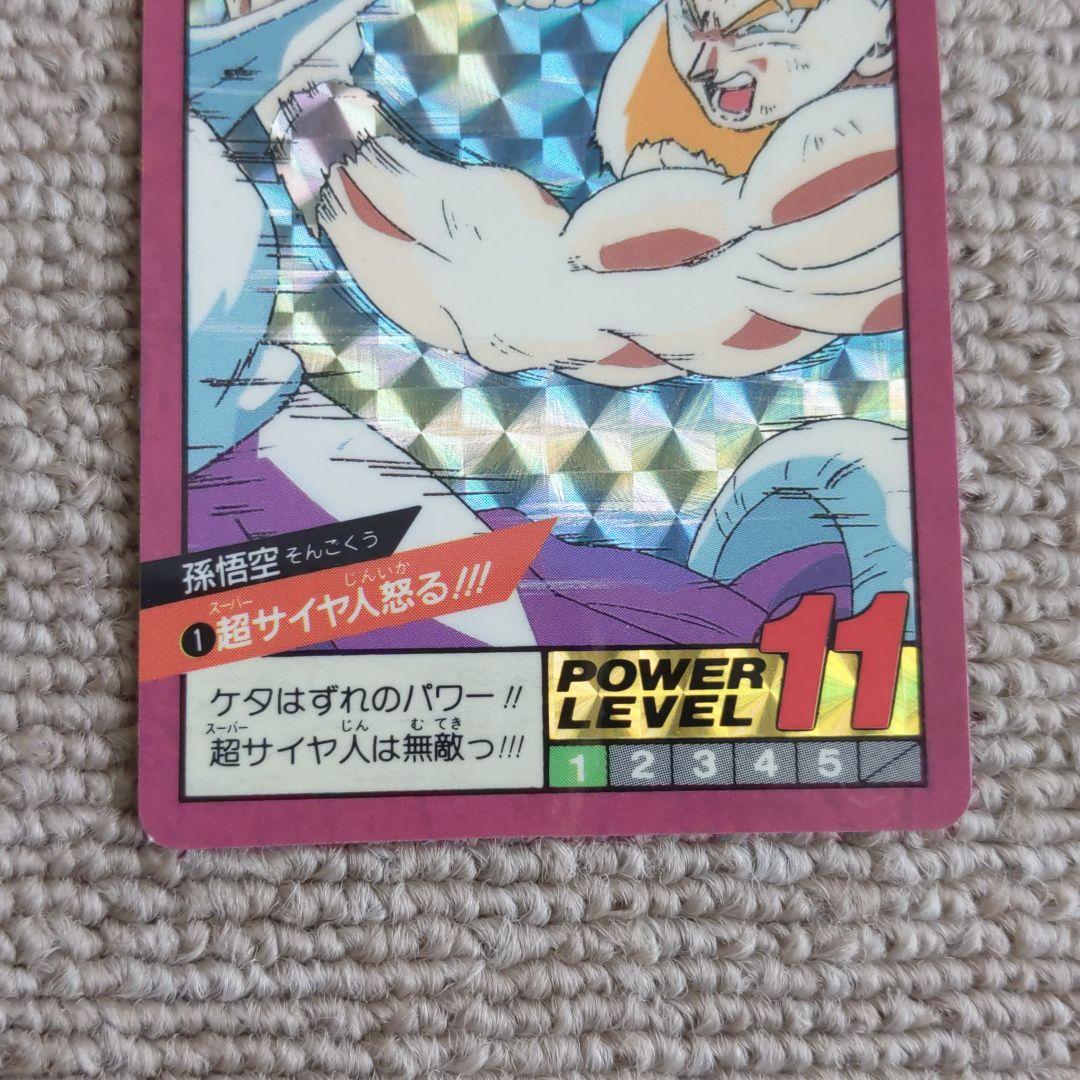 孫悟空 そんごくう
スーパー じんいか
❶超サイヤ人怒る!!!
ケタはずれのパワー!!
スーパー じん むてき
超サイヤ人は無敵っ!!!
POWER
LEVEL 11
1 2 3 4 5